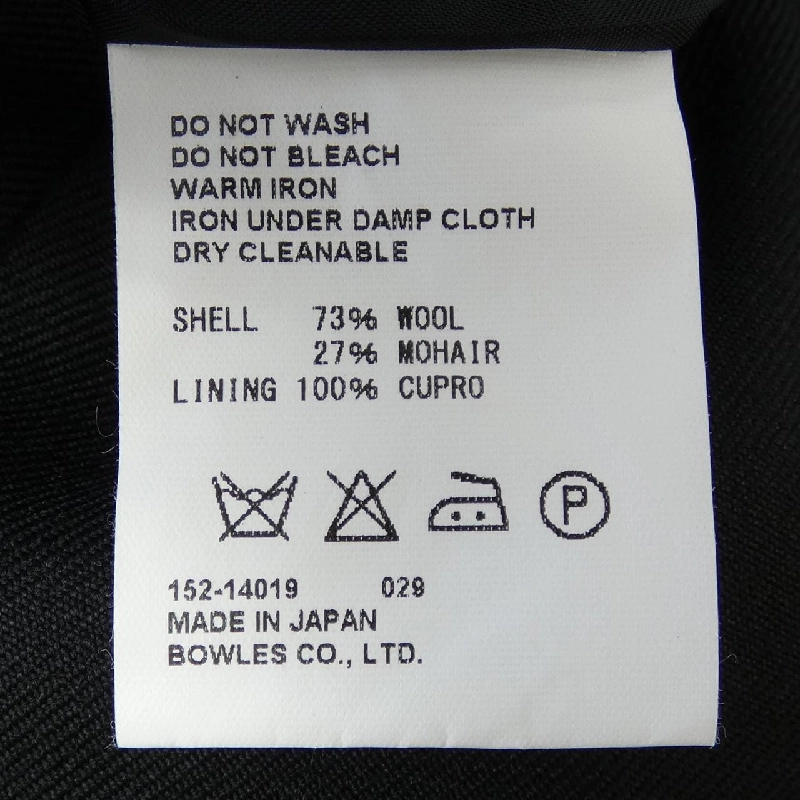 DO NOT WASH
DO NOT BLEACH
WARM IRON
IRON UNDER DAMP CLOTH
DRY CLEANABLE
SHELL 73% WOOL
27% MOHAIR
LINING 100% CUPRO
P
152-14019 029
MADE IN JAPAN
BOWLES CO., LTD.